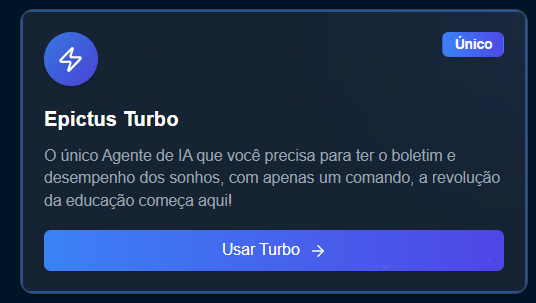 Único
Epictus Turbo
O único Agente de IA que você precisa para ter o boletim e
desempenho dos sonhos, com apenas um comando, a revolução
da educação começa aqui!
Usar Turbo